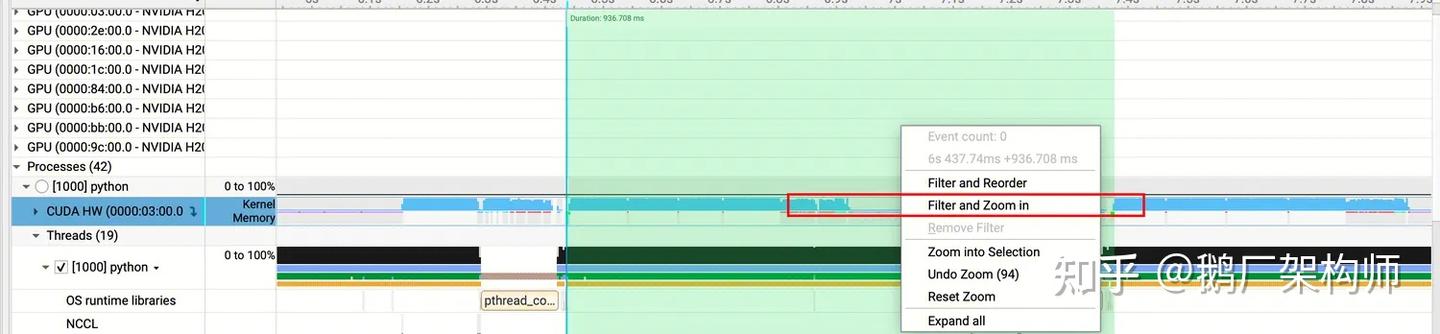 GPU (0000:03:00.0 - NVIDIA H20
Duration: 936.708 ms
GPU (0000:2e:00.0 - NVIDIA H20
GPU (0000:16:00.0 - NVIDIA H20
GPU (0000:1c:00.0 - NVIDIA H20
GPU (0000:84:00.0 - NVIDIA H20
GPU (0000:b6:00.0 - NVIDIA H20
GPU (0000:bb:00.0 - NVIDIA H20
GPU (0000:9c:00.0 - NVIDIA H20
Processes (42)
[1000] python
0 to 100%
CUDA HW (0000:03:00.0
Kernel
Memory
Threads (19)
[1000] python
0 to 100%
OS runtime libraries
pthread_co...
NCCL
Event count: 0
6s 437.74ms +936.708 ms
Filter and Reorder
Filter and Zoom in
Remove Filter
Zoom into Selection
Undo Zoom (94)
Reset Zoom
Expand all
知乎 @鹅厂架构师